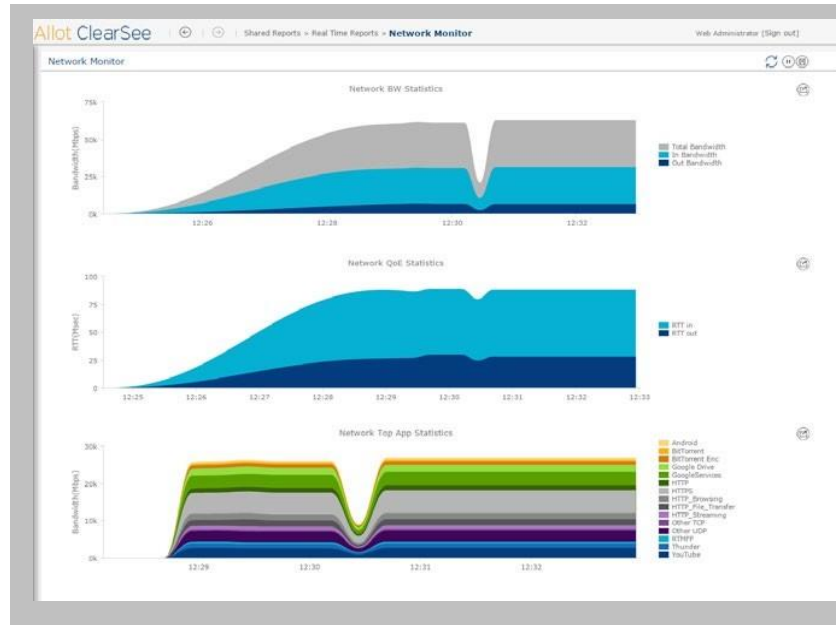 Allot ClearSee
Shared Reports » Real Time Reports » Network Monitor
Web Administrator [Sign out]
Network Monitor
Network BW Statistics
Bandwidth(Mbps)
75k
50k
25k
0k
12:26
12:28
12:30
12:32
Total Bandwidth
In Bandwidth
Out Bandwidth
Network QoE Statistics
RTT(Msec)
100
75
50
25
0
12:25
12:26
12:27
12:28
12:29
12:30
12:31
12:32
12:33
RTT in
RTT out
Network Top App Statistics
Bandwidth(Mbps)
30k
20k
10k
0k
12:29
12:30
12:31
12:32
Android
BitTorrent
BitTorrent Enc
Google Drive
GoogleServices
HTTP
HTTPS
HTTP_Browsing
HTTP_File_Transfer
HTTP_Streaming
Other TCP
Other UDP
RTMFP
Thunder
YouTube